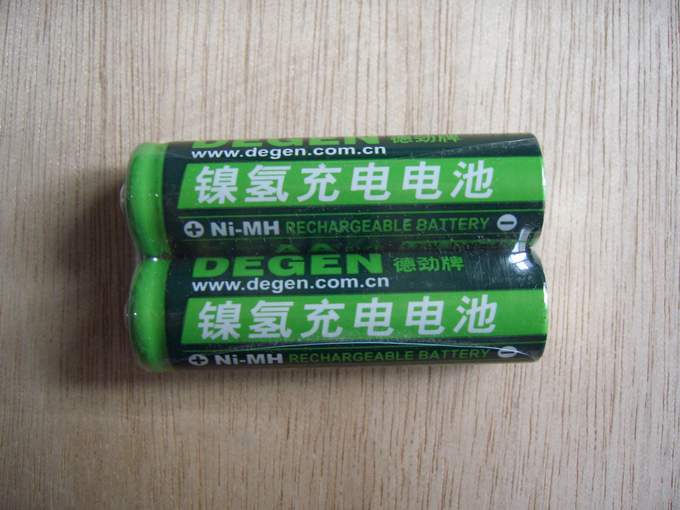 DEGEN 德劲牌
www.degen.com.cn
镍氢充电电池
+ Ni-MH RECHARGEABLE BATTERY -
DEGEN 德劲牌
www.degen.com.cn
镍氢充电电池
+ Ni-MH RECHARGEABLE BATTERY -